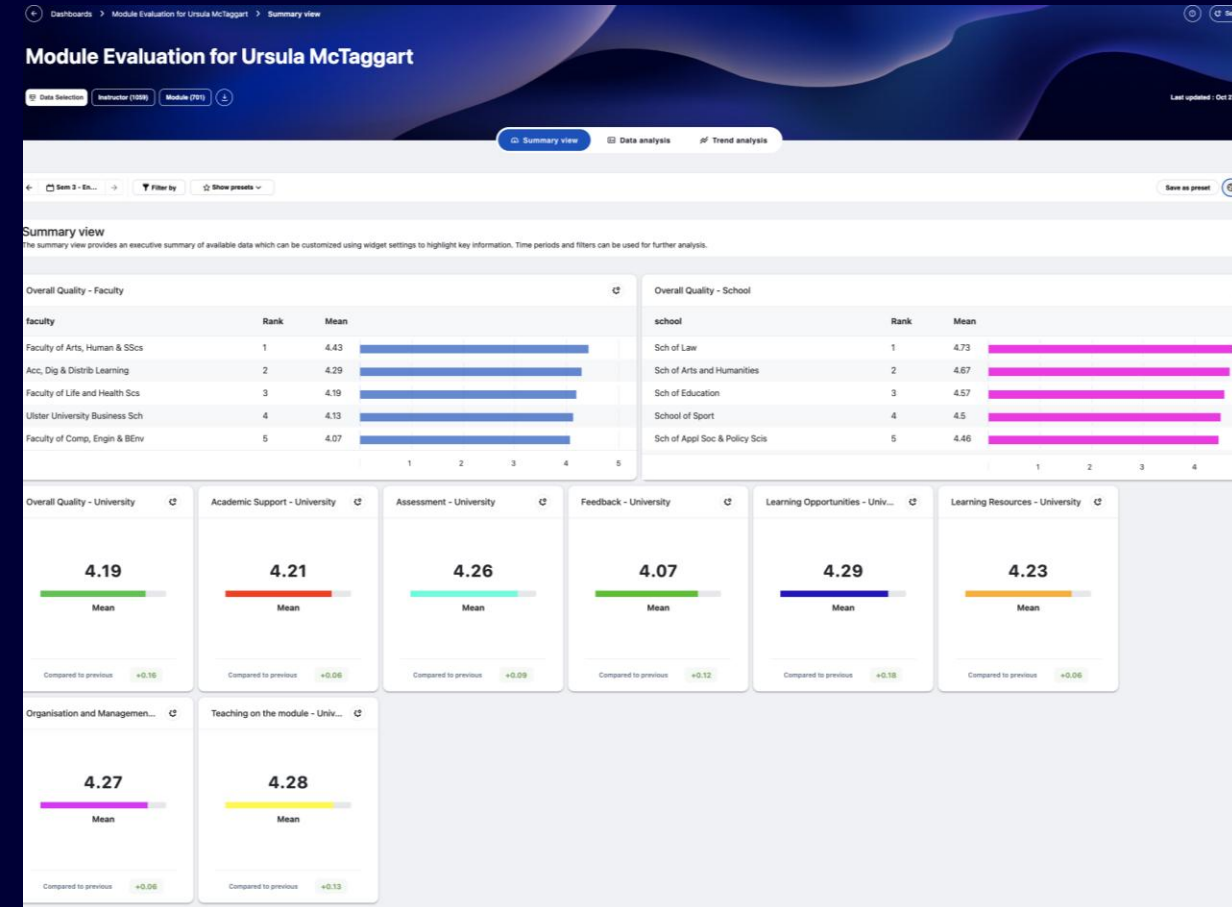 Dashboards > Module Evaluation for Ursula McTaggart > Summary view
Module Evaluation for Ursula McTaggart
Data Selection Instructor (1059) Module (701)
Last updated : Oct 2
Summary view Data analysis Trend analysis
Sem 3 - En... Filter by Show presets Save as preset
Summary view
The summary view provides an executive summary of available data which can be customized using widget settings to highlight key information. Time periods and filters can be used for further analysis.
Overall Quality - Faculty
faculty Rank Mean
Faculty of Arts, Human & SScs 1 4.43
Acc, Dig & Distrib Learning 2 4.29
Faculty of Life and Health Scs 3 4.19
Ulster University Business Sch 4 4.13
Faculty of Comp, Engin & BEnv 5 4.07
1 2 3 4 5
Overall Quality - School
school Rank Mean
Sch of Law 1 4.73
Sch of Arts and Humanities 2 4.67
Sch of Education 3 4.57
School of Sport 4 4.5
Sch of Appl Soc & Policy Scis 5 4.46
1 2 3 4
Overall Quality - University
4.19
Mean
Compared to previous +0.16
Academic Support - University
4.21
Mean
Compared to previous +0.06
Assessment - University
4.26
Mean
Compared to previous +0.09
Feedback - University
4.07
Mean
Compared to previous +0.12
Learning Opportunities - Univ...
4.29
Mean
Compared to previous +0.18
Learning Resources - University
4.23
Mean
Compared to previous +0.06
Organisation and Managemen...
4.27
Mean
Compared to previous +0.06
Teaching on the module - Univ...
4.28
Mean
Compared to previous +0.13